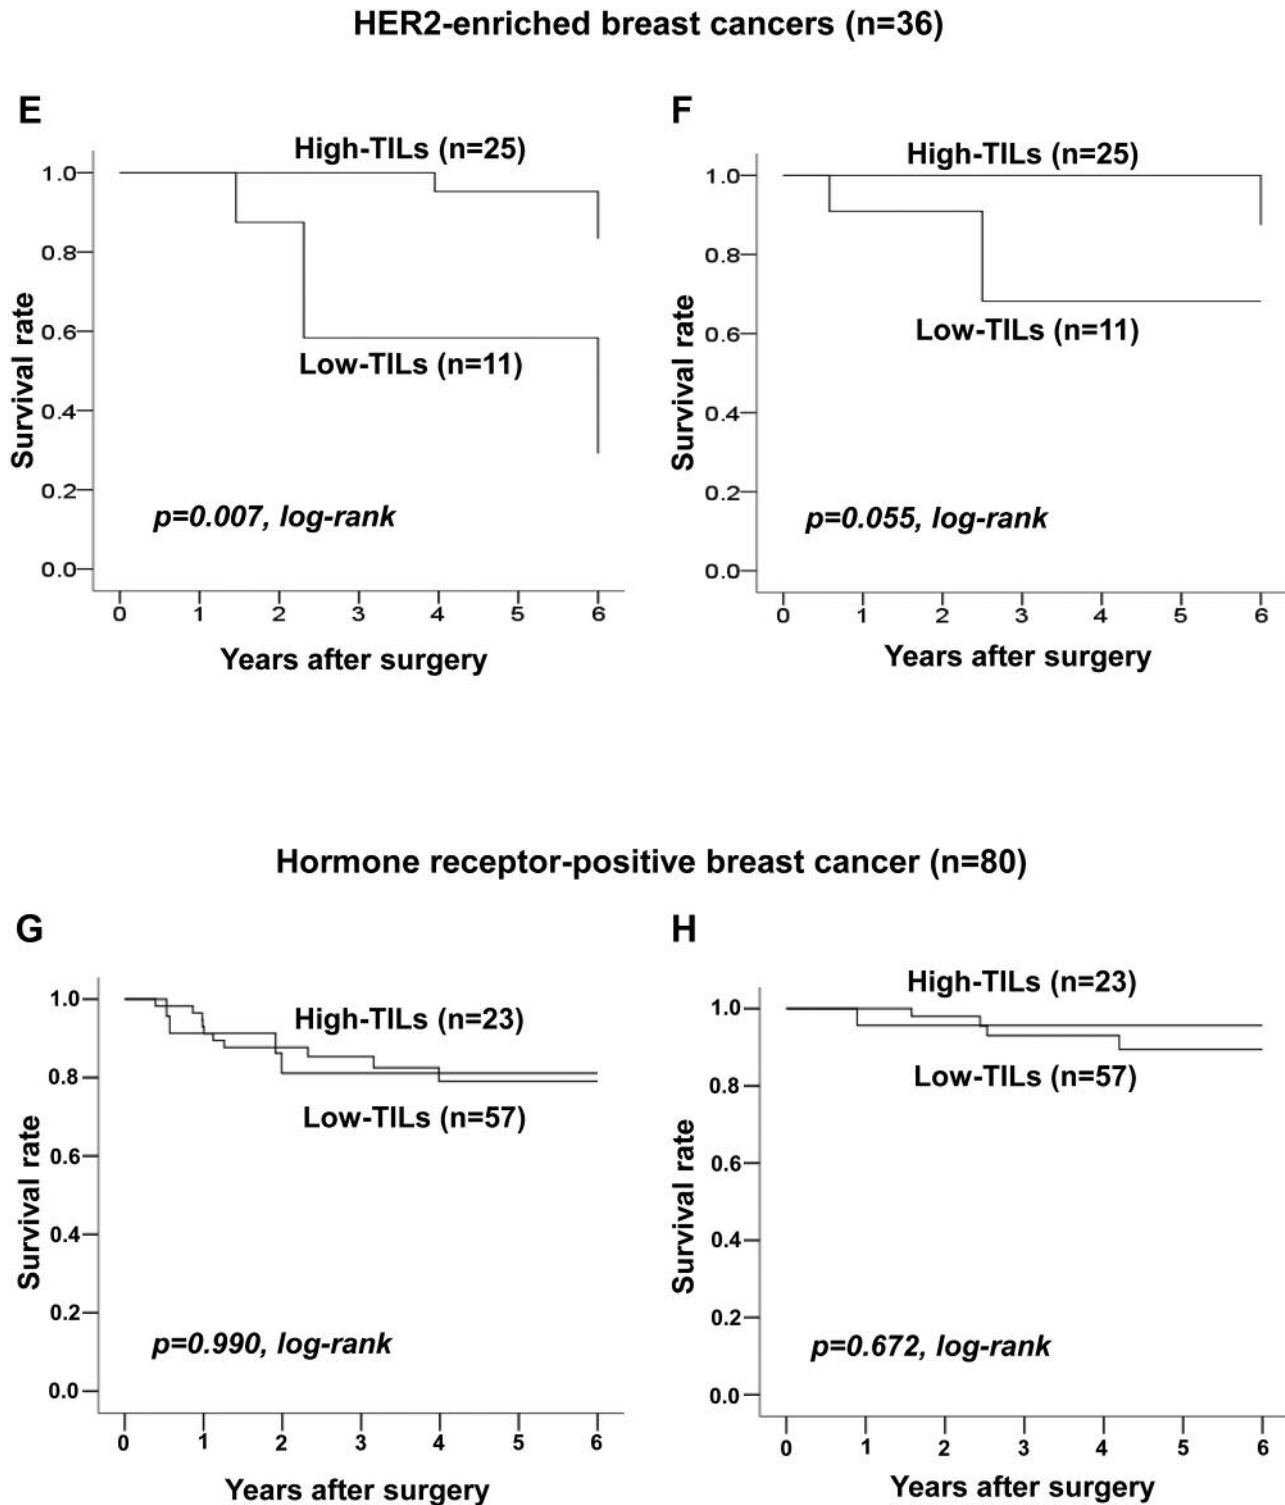 HER2-enriched breast cancers (n=36)
E
High-TILs (n=25)
1.0
0.8
0.6
0.4
0.2
0.0
Survival rate
Low-TILs (n=11)
p=0.007, log-rank
0 1 2 3 4 5 6
Years after surgery
F
High-TILs (n=25)
1.0
0.8
0.6
0.4
0.2
0.0
Survival rate
Low-TILs (n=11)
p=0.055, log-rank
0 1 2 3 4 5 6
Years after surgery
Hormone receptor-positive breast cancer (n=80)
G
1.0
0.8
0.6
0.4
0.2
0.0
Survival rate
High-TILs (n=23)
Low-TILs (n=57)
p=0.990, log-rank
0 1 2 3 4 5 6
Years after surgery
H
High-TILs (n=23)
1.0
0.8
0.6
0.4
0.2
0.0
Survival rate
Low-TILs (n=57)
p=0.672, log-rank
0 1 2 3 4 5 6
Years after surgery